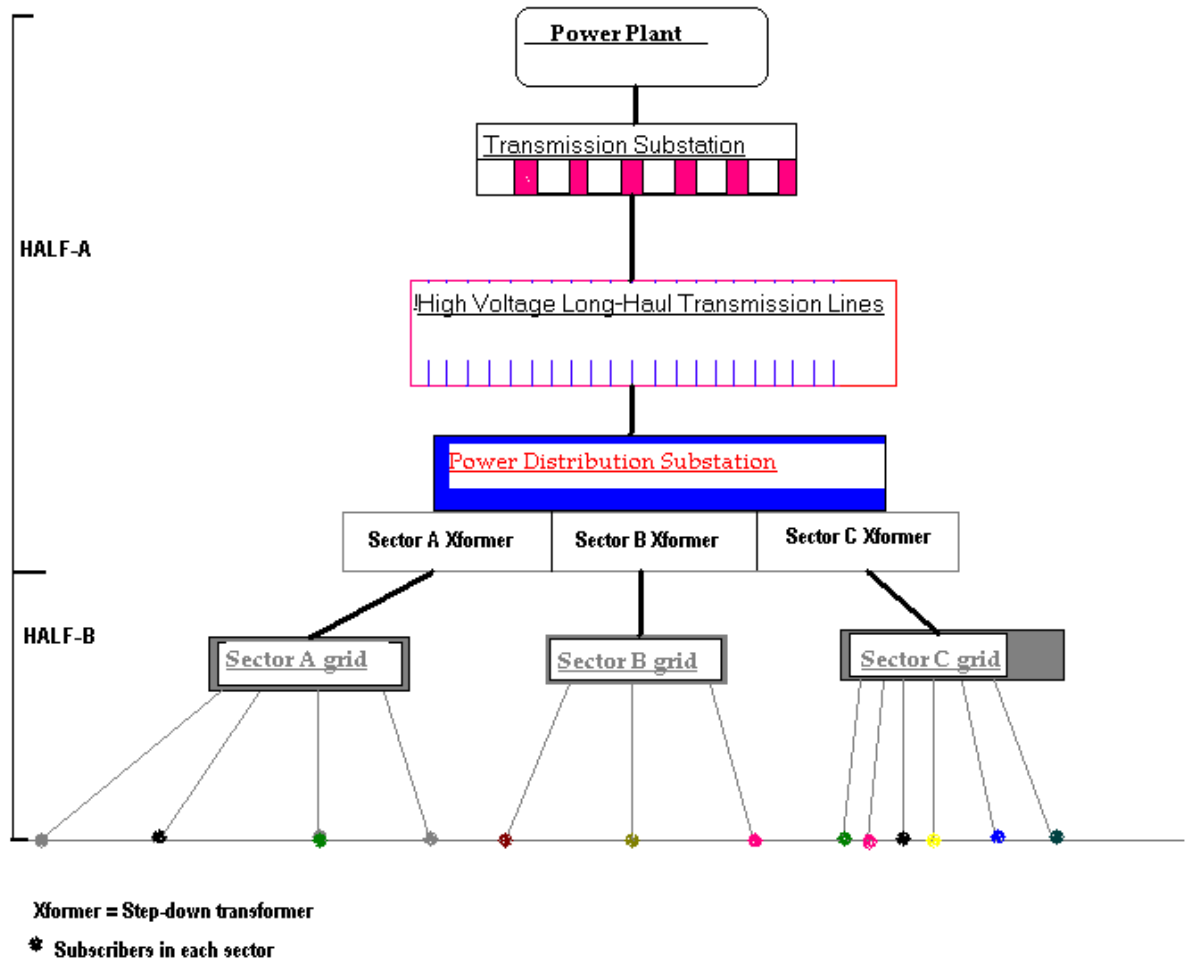 Power Plant
Transmission Substation
HALF-A
!High Voltage Long-Haul Transmission Lines
Power Distribution Substation
Sector A Xformer
Sector B Xformer
Sector C Xformer
HALF-B
Sector A grid
Sector B grid
Sector C grid
Xformer = Step-down transformer
* Subscribers in each sector